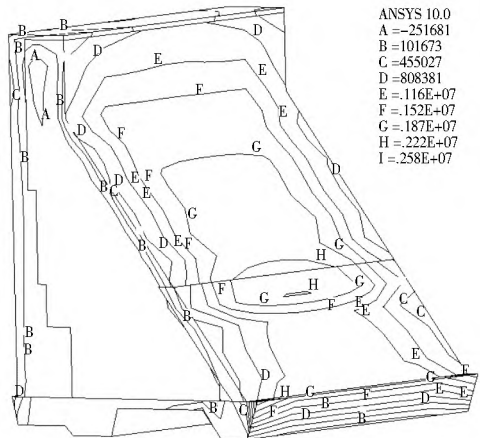 ANSYS 10.0
A =-251681
B =101673
C =455027
D =808381
E =.116E+07
F =.152E+07
G =.187E+07
H =.222E+07
I =.258E+07
B
B
B
D
D
A
E
E
C
B
F
A
D
F
B
G
D
B
D
E
F
B
C
E
G
B
D
E
F
G
H
F
G
H
G
F
E
E
E
C
C
B
B
B
E
D
E
G
D
H
G
F
E
E
B
C
F
D
B
D
E
B